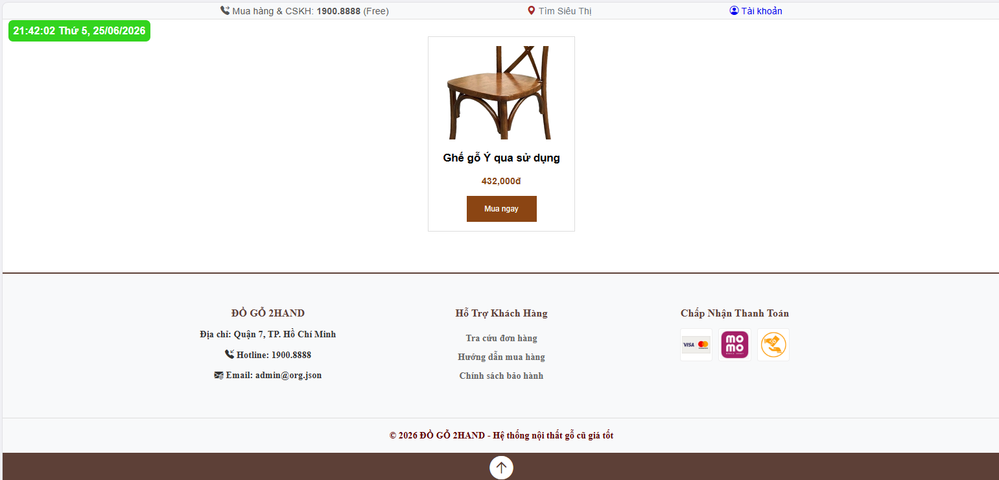 Mua hàng & CSKH: 1900.8888 (Free)
Tìm Siêu Thị
Tài khoản
21:42:02 Thứ 5, 25/06/2026
Ghế gỗ Ý qua sử dụng
432,000đ
Mua ngay
ĐỒ GỖ 2HAND
Địa chỉ: Quận 7, TP. Hồ Chí Minh
Hotline: 1900.8888
Email: admin@org.json
Hỗ Trợ Khách Hàng
Tra cứu đơn hàng
Hướng dẫn mua hàng
Chính sách bảo hành
Chấp Nhận Thanh Toán
VISA
mo
mo
© 2026 ĐỒ GỖ 2HAND - Hệ thống nội thất gỗ cũ giá tốt